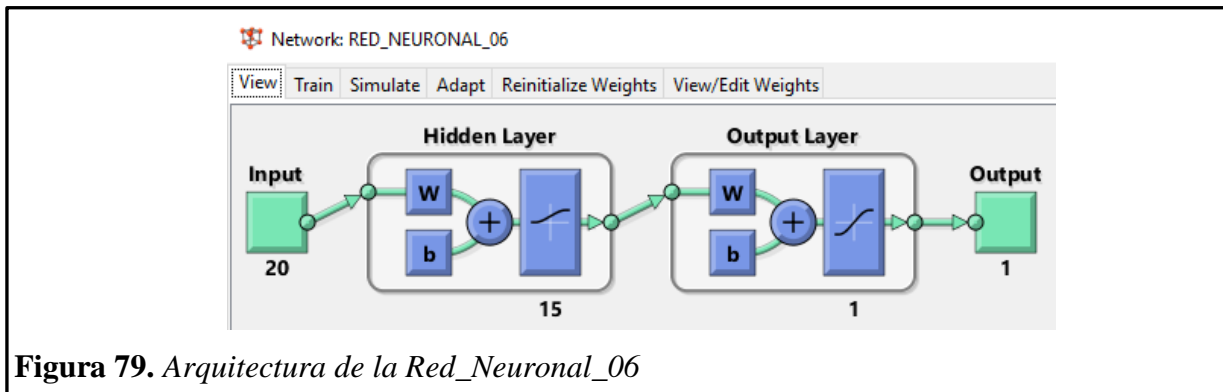 Network: RED_NEURONAL_06
View Train Simulate Adapt Reinitialize Weights View/Edit Weights
Hidden Layer Output Layer
Input Output
W W
b b
20 1
15 1
Figura 79. Arquitectura de la Red_Neuronal_06